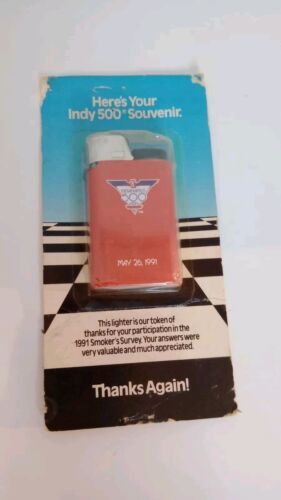 Here's Your
Indy 500® Souvenir.
500
MAY 26, 1991
This lighter is our token of
thanks for your participation in the
1991 Smoker's Survey. Your answers were
very valuable and much appreciated.
Thanks Again!